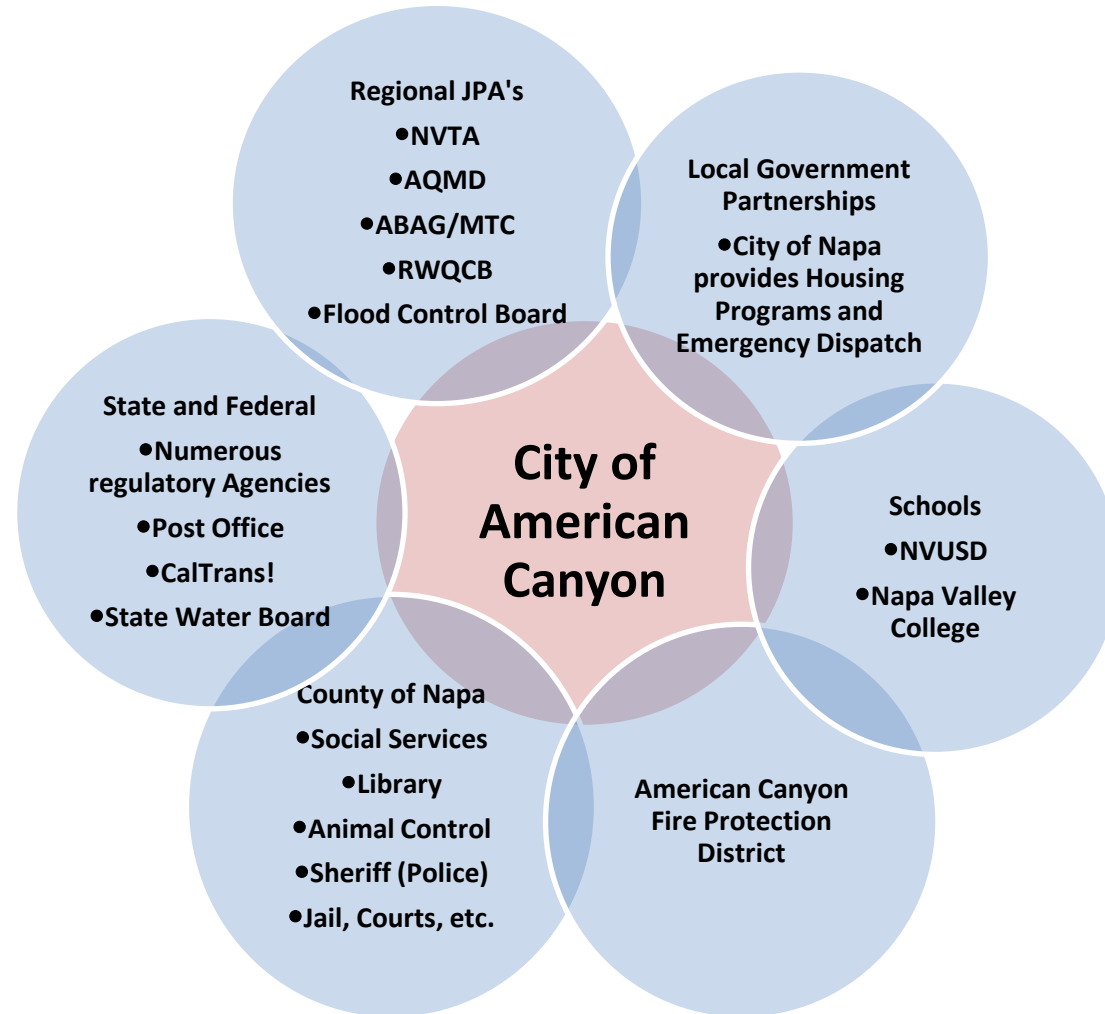 Regional JPA's
•NVTA
•AQMD
•ABAG/MTC
•RWQCB
•Flood Control Board
Local Government
Partnerships
•City of Napa
provides Housing
Programs and
Emergency Dispatch
State and Federal
•Numerous
regulatory Agencies
•Post Office
•CalTrans!
•State Water Board
City of
American
Canyon
Schools
•NVUSD
•Napa Valley
College
County of Napa
•Social Services
•Library
•Animal Control
•Sheriff (Police)
•Jail, Courts, etc.
American Canyon
Fire Protection
District